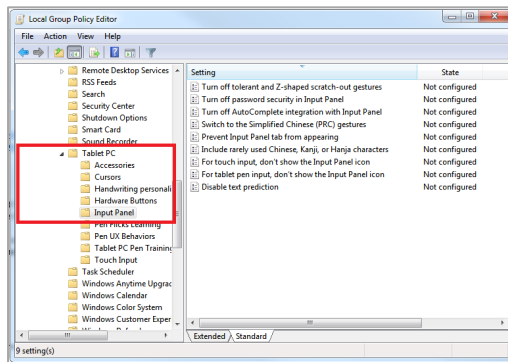 Local Group Policy Editor
File Action View Help
Remote Desktop Services
RSS Feeds
Search
Security Center
Shutdown Options
Smart Card
Sound Recorder
Tablet PC
Accessories
Cursors
Handwriting personali
Hardware Buttons
Input Panel
Pen Flicks Learning
Pen UX Behaviors
Tablet PC Pen Training
Touch Input
Task Scheduler
Windows Anytime Upgrad
Windows Calendar
Windows Color System
Windows Customer Exper
Setting State
Turn off tolerant and Z-shaped scratch-out gestures Not configured
Turn off password security in Input Panel Not configured
Turn off AutoComplete integration with Input Panel Not configured
Switch to the Simplified Chinese (PRC) gestures Not configured
Prevent Input Panel tab from appearing Not configured
Include rarely used Chinese, Kanji, or Hanja characters Not configured
For touch input, don't show the Input Panel icon Not configured
For tablet pen input, don't show the Input Panel icon Not configured
Disable text prediction Not configured
Extended Standard
9 setting(s)